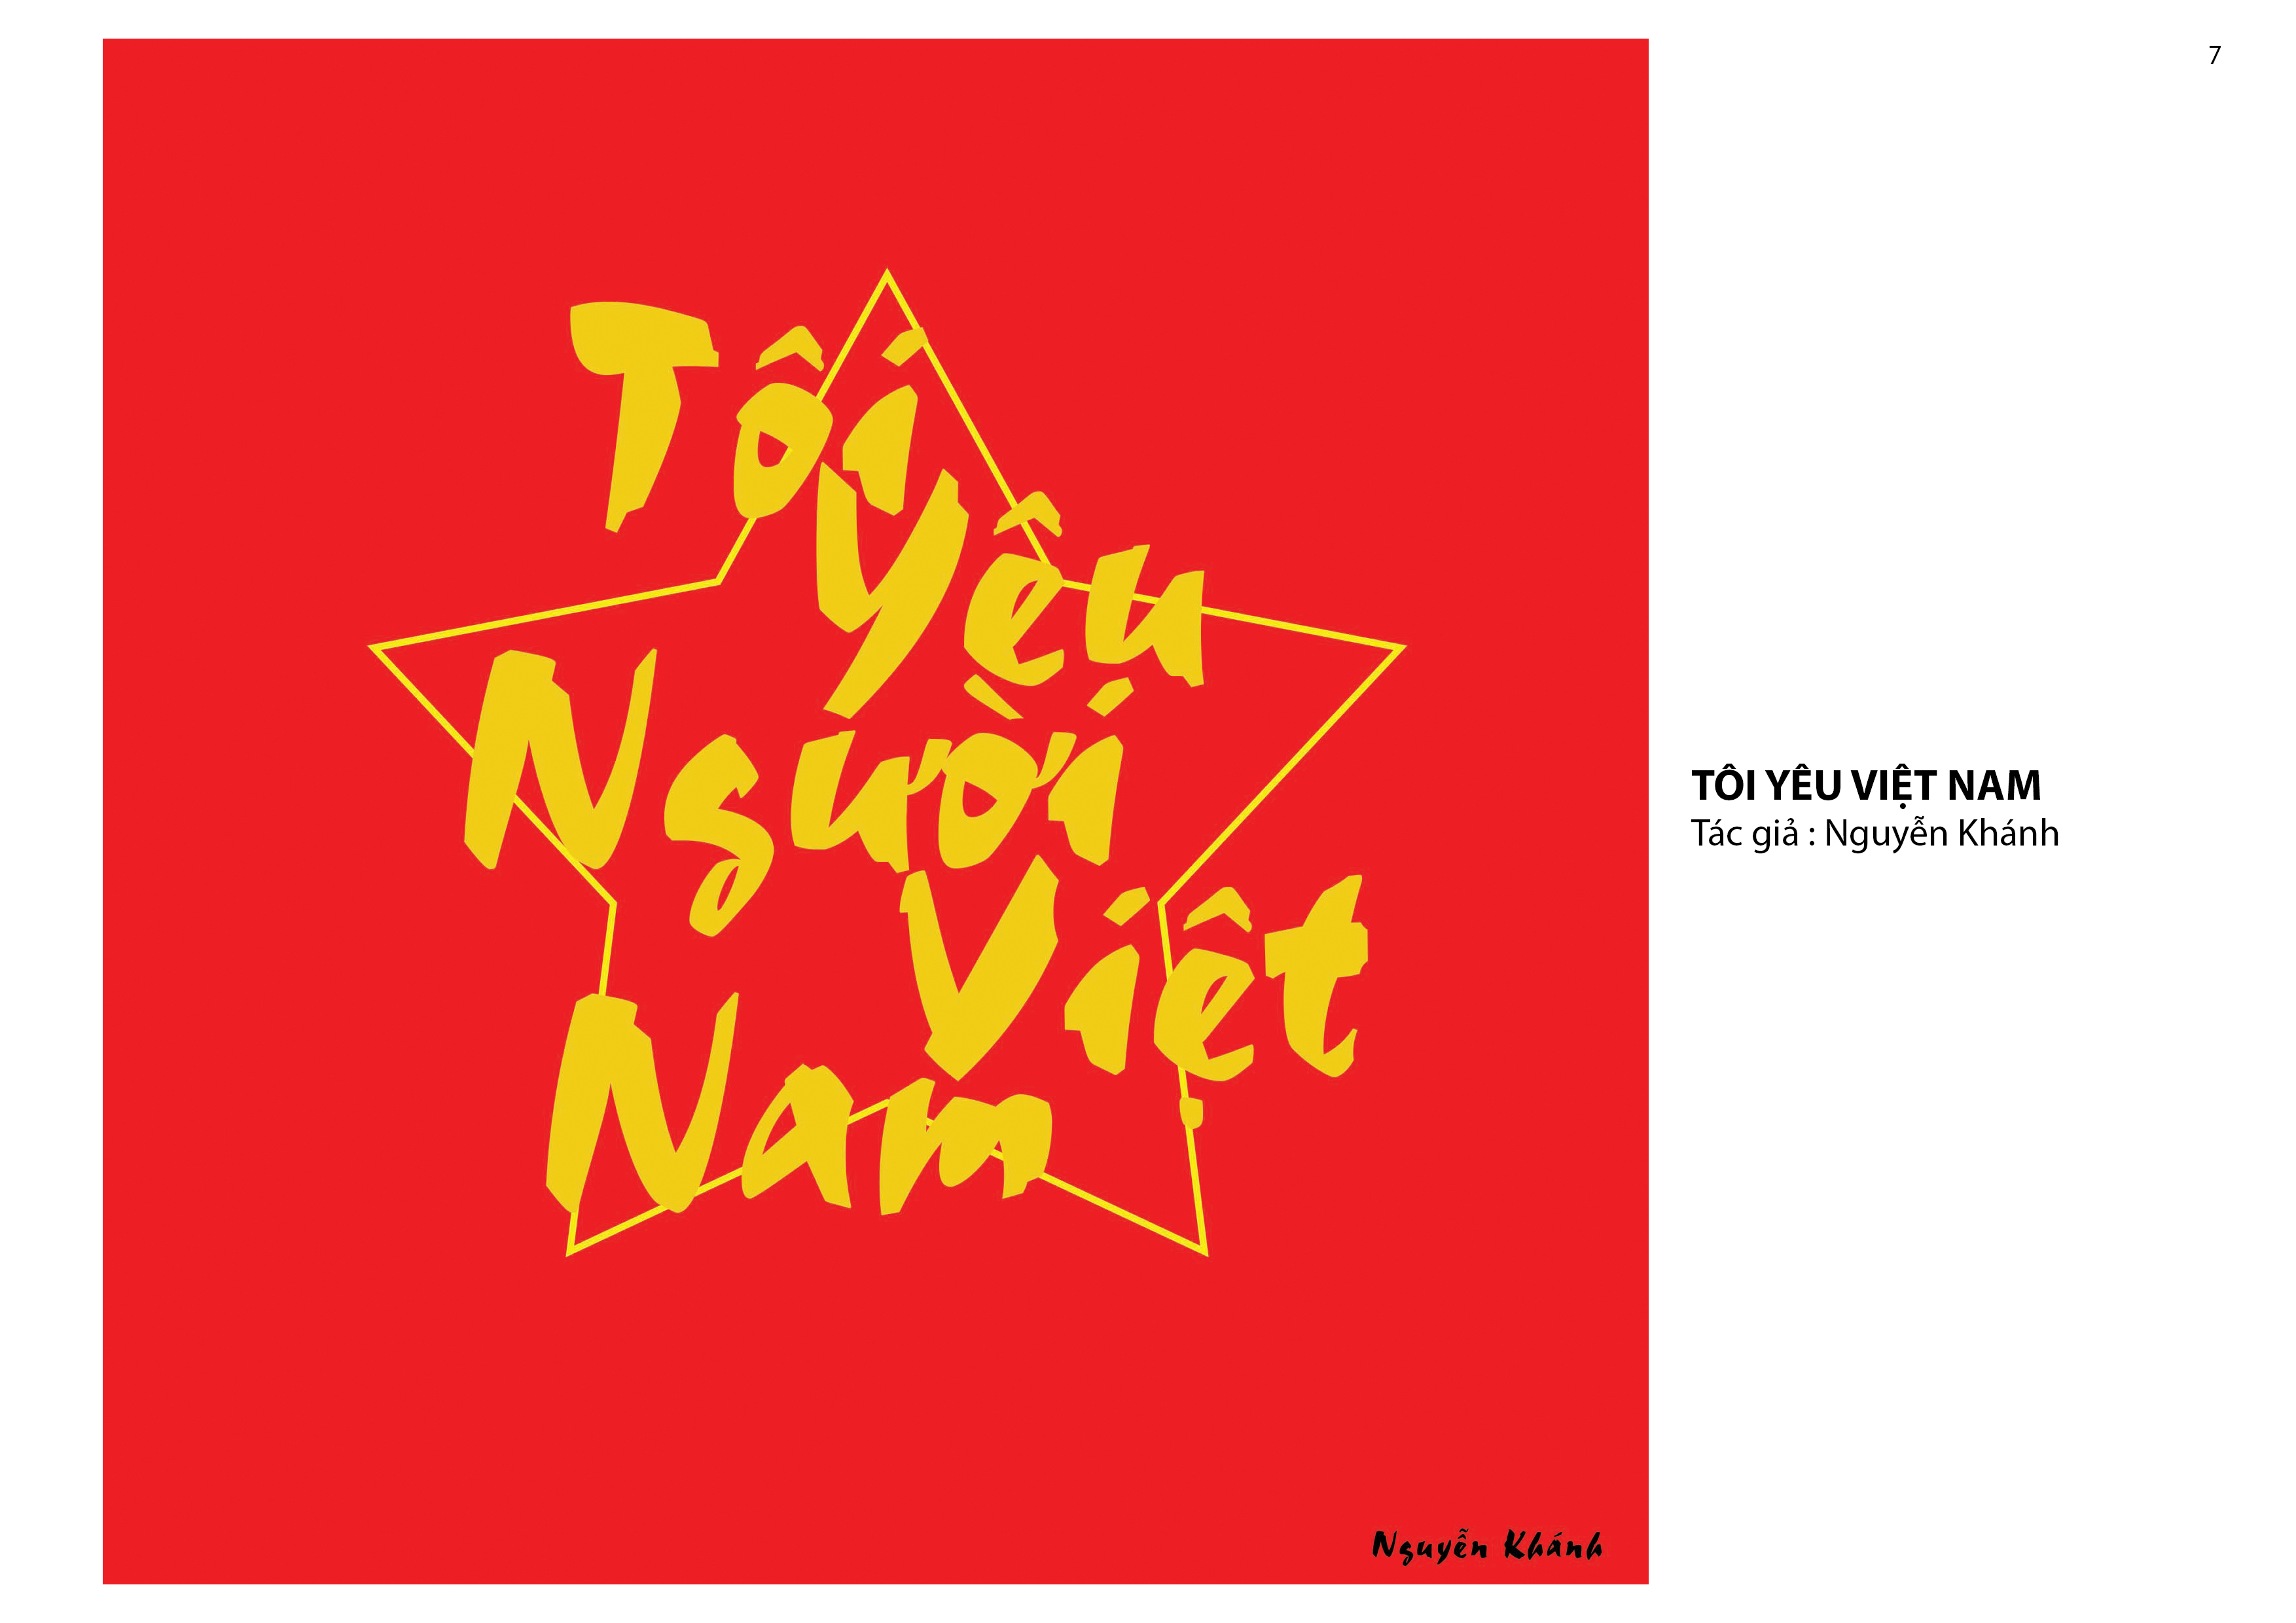 7
Tôi
Yêu
Người
Việt
Nam
TÔI YÊU VIỆT NAM
Tác giả : Nguyễn Khánh
Nguyễn Khánh